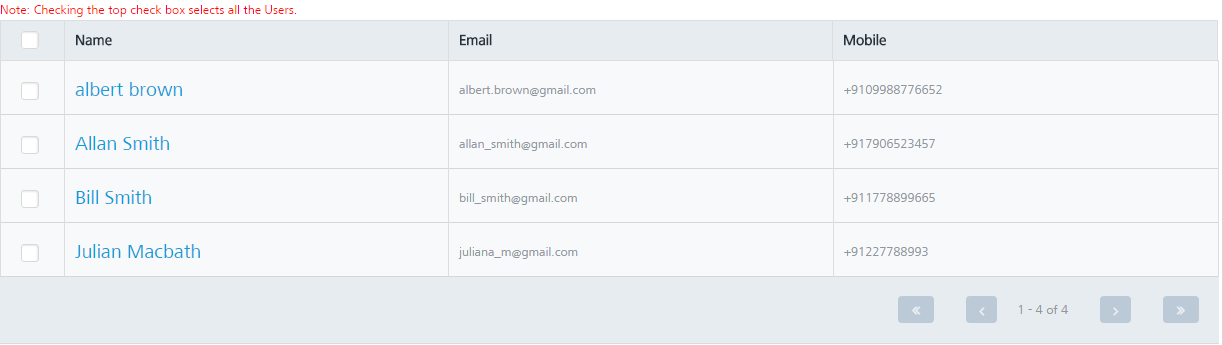 Note: Checking the top check box selects all the Users.
Name Email Mobile
albert brown albert.brown@gmail.com +9109988776652
Allan Smith allan_smith@gmail.com +917906523457
Bill Smith bill_smith@gmail.com +911778899665
Julian Macbath juliana_m@gmail.com +91227788993
« ‹ 1 - 4 of 4 › »